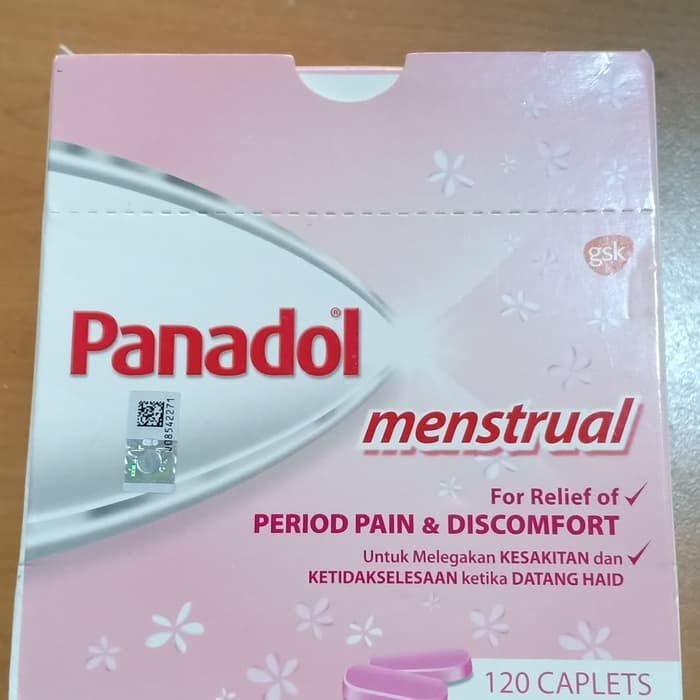 gsk
Panadol®
J08542271
menstrual
For Relief of ✓
PERIOD PAIN & DISCOMFORT
Untuk Melegakan KESAKITAN dan ✓
KETIDAKSELESAAN ketika DATANG HAID
120 CAPLETS